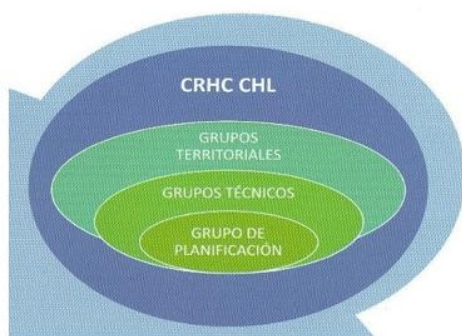 CRHC CHL
GRUPOS
TERRITORIALES
GRUPOS TÉCNICOS
GRUPO DE
PLANIFICACIÓN